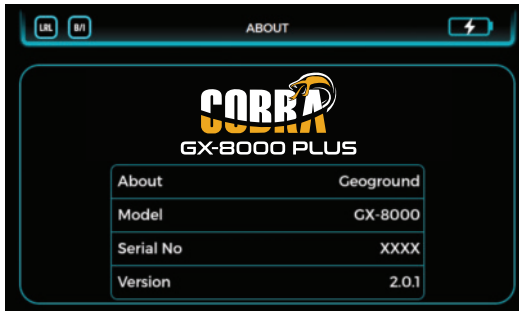 LRL B/I ABOUT
COBRA
GX-8000 PLUS
About Geoground
Model GX-8000
Serial No XXXX
Version 2.0.1